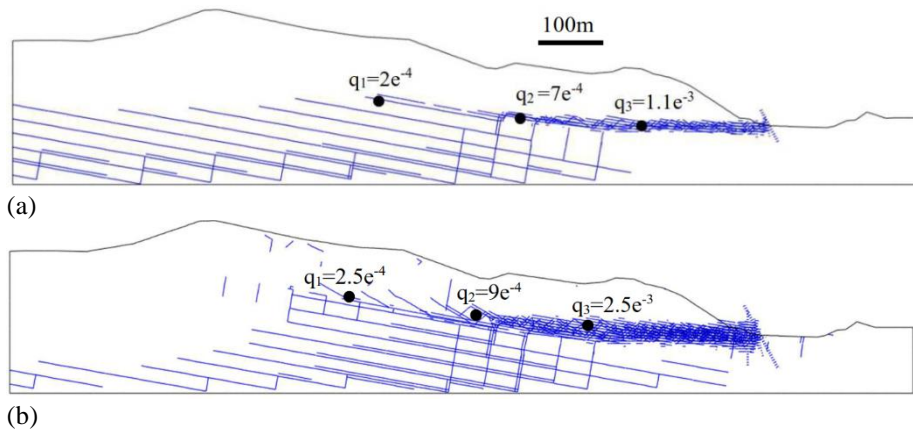 100m
q₁=2e⁻⁴
q₂=7e⁻⁴
q₃=1.1e⁻³
(a)
q₁=2.5e⁻⁴
q₂=9e⁻⁴
q₃=2.5e⁻³
(b)